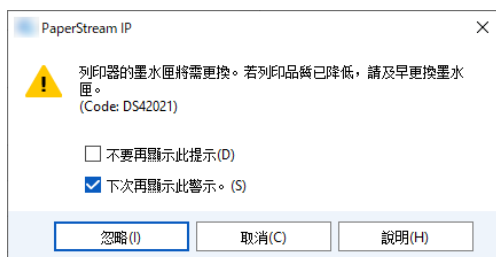 PaperStream IP
列印器的墨水匣將需更換。若列印品質已降低，請及早更換墨水
匣。
(Code: DS42021)
不要再顯示此提示(D)
下次再顯示此警示。(S)
忽略(I)
取消(C)
說明(H)